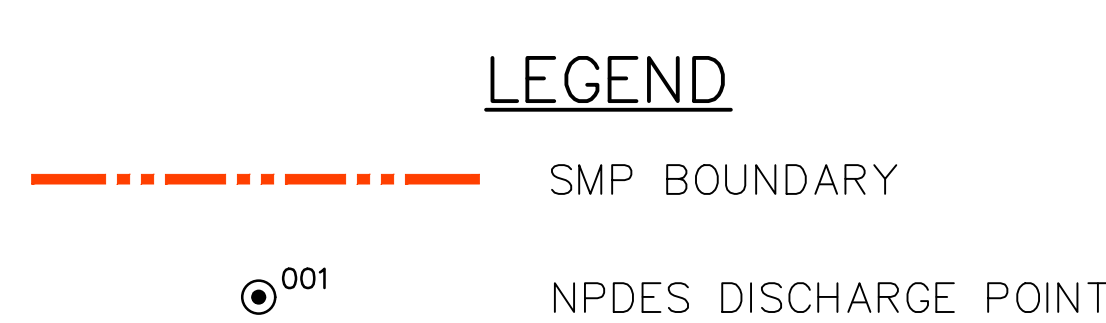 LEGEND
SMP BOUNDARY
001 NPDES DISCHARGE POINT